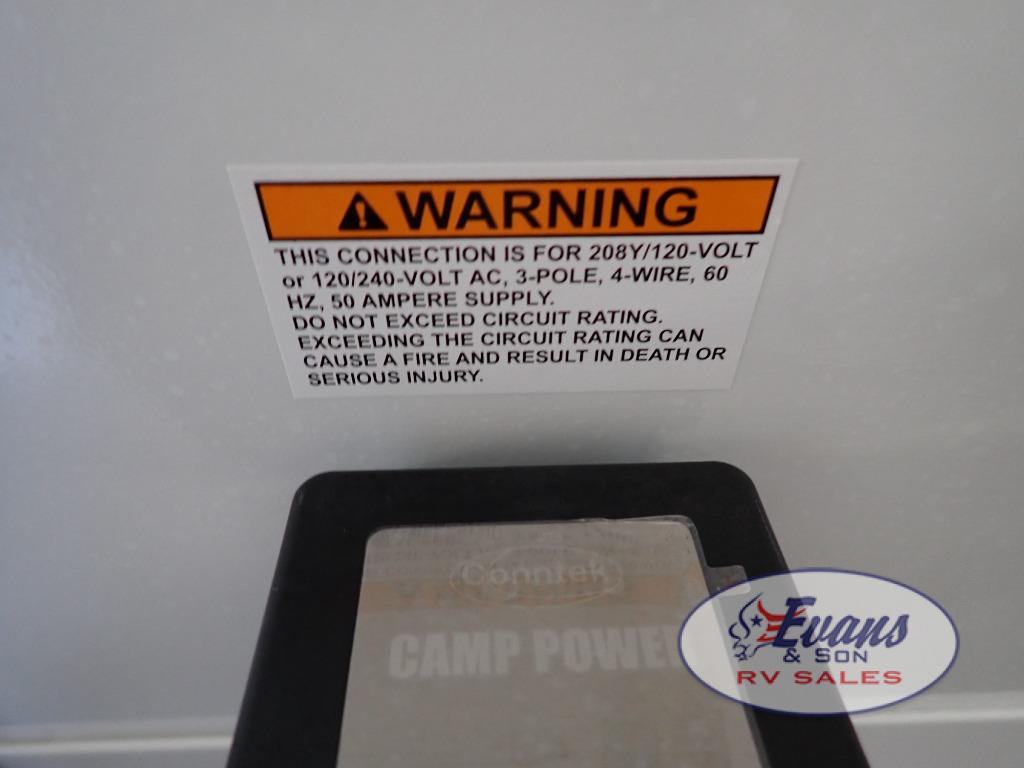 WARNING
THIS CONNECTION IS FOR 208Y/120-VOLT
or 120/240-VOLT AC, 3-POLE, 4-WIRE, 60
HZ, 50 AMPERE SUPPLY.
DO NOT EXCEED CIRCUIT RATING.
EXCEEDING THE CIRCUIT RATING CAN
CAUSE A FIRE AND RESULT IN DEATH OR
SERIOUS INJURY.
Conntek
CAMP POWER
Evans
& SON
RV SALES